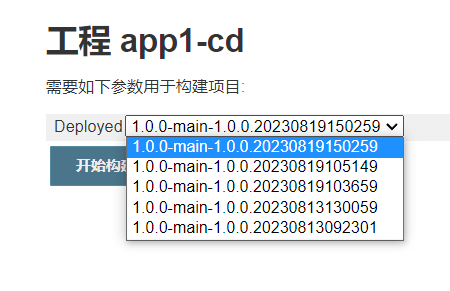 工程 app1-cd
需要如下参数用于构建项目:
Deployed 1.0.0-main-1.0.0.20230819150259
1.0.0-main-1.0.0.20230819150259
1.0.0-main-1.0.0.20230819105149
1.0.0-main-1.0.0.20230819103659
1.0.0-main-1.0.0.20230813130059
1.0.0-main-1.0.0.20230813092301
开始构